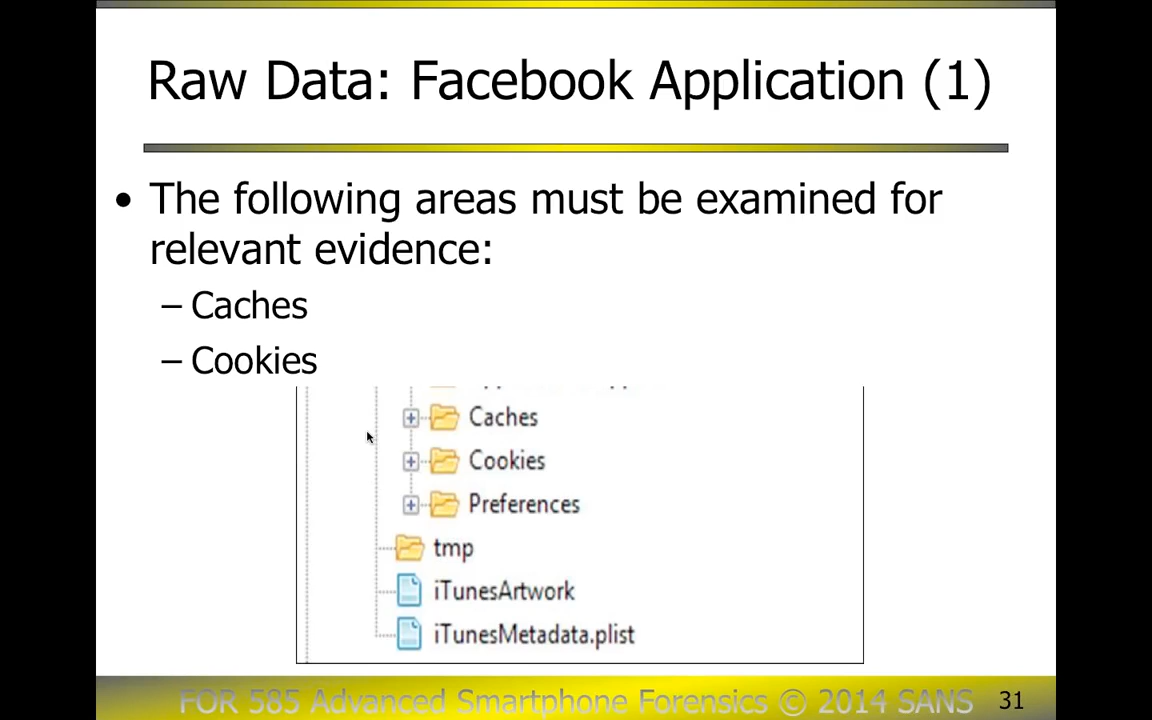 Raw Data: Facebook Application (1)
• The following areas must be examined for
relevant evidence:
– Caches
– Cookies
Caches
Cookies
Preferences
tmp
iTunesArtwork
iTunesMetadata.plist
FOR 585 Advanced Smartphone Forensics © 2014 SANS 31